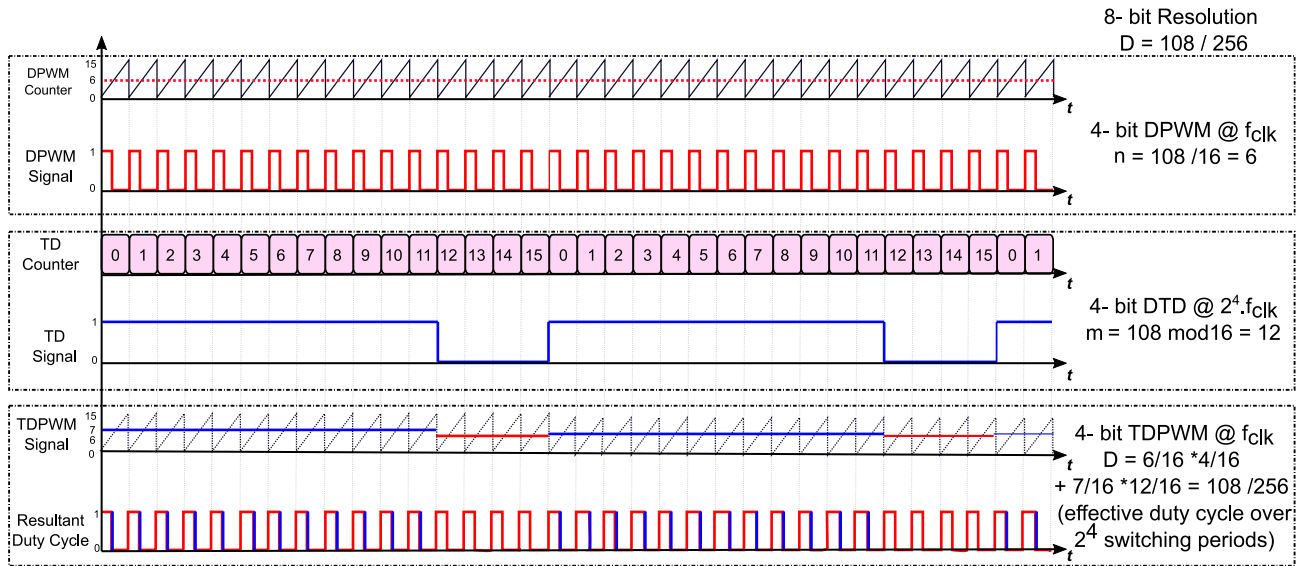 8- bit Resolution
D = 108 / 256
DPWM
Counter
15
6
0
t
4- bit DPWM @ fclk
n = 108 /16 = 6
DPWM
Signal
1
0
t
TD
Counter
0 1 2 3 4 5 6 7 8 9 10 11 12 13 14 15 0 1 2 3 4 5 6 7 8 9 10 11 12 13 14 15 0 1
t
4- bit DTD @ 2⁴.fclk
m = 108 mod16 = 12
TD
Signal
1
0
t
TDPWM
Signal
15
7
6
0
t
4- bit TDPWM @ fclk
D = 6/16 *4/16
+ 7/16 *12/16 = 108 /256
(effective duty cycle over
2⁴ switching periods)
Resultant
Duty Cycle
1
0
t